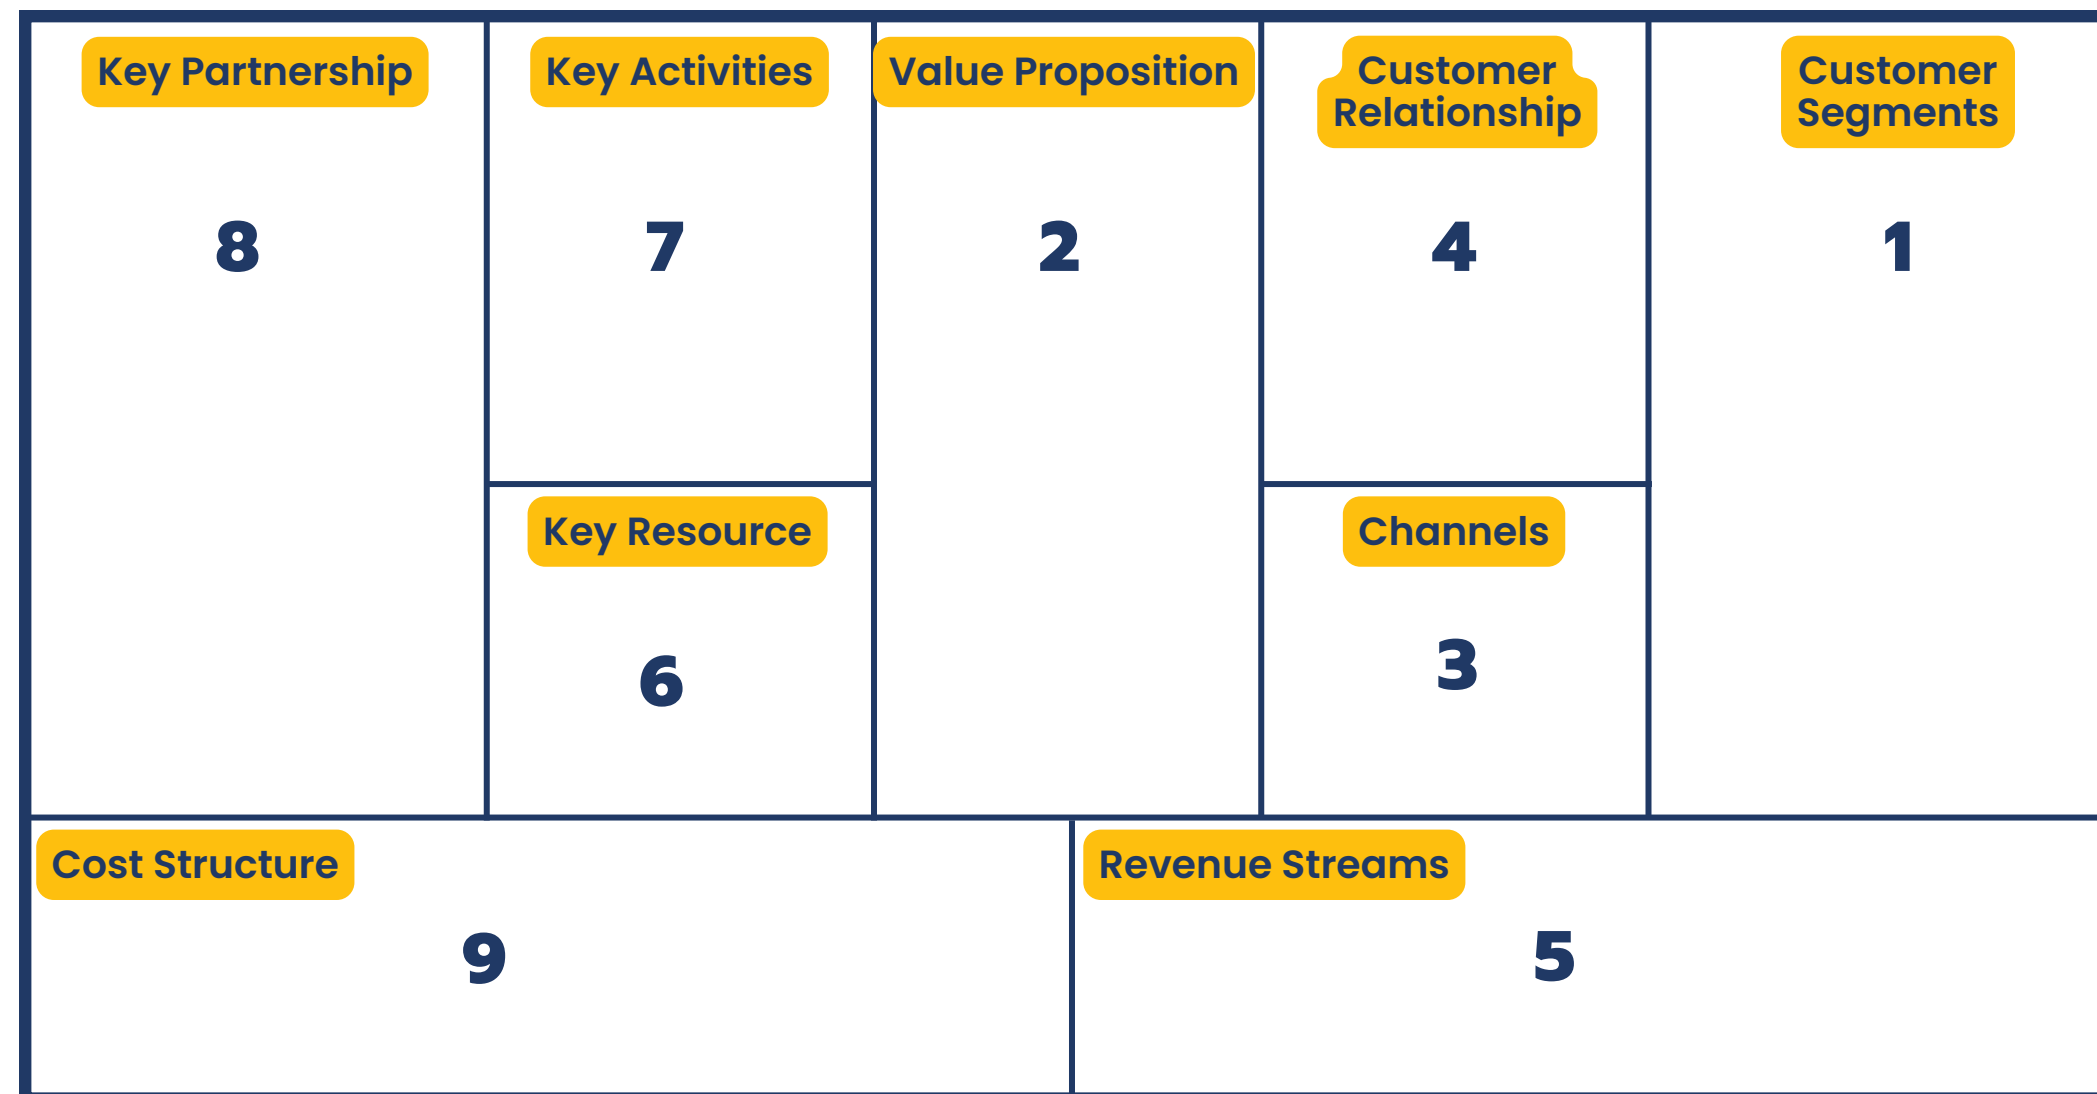 Key Partnership
8
Key Activities
7
Key Resource
6
Value Proposition
2
Customer
Relationship
4
Channels
3
Customer
Segments
1
Cost Structure
9
Revenue Streams
5